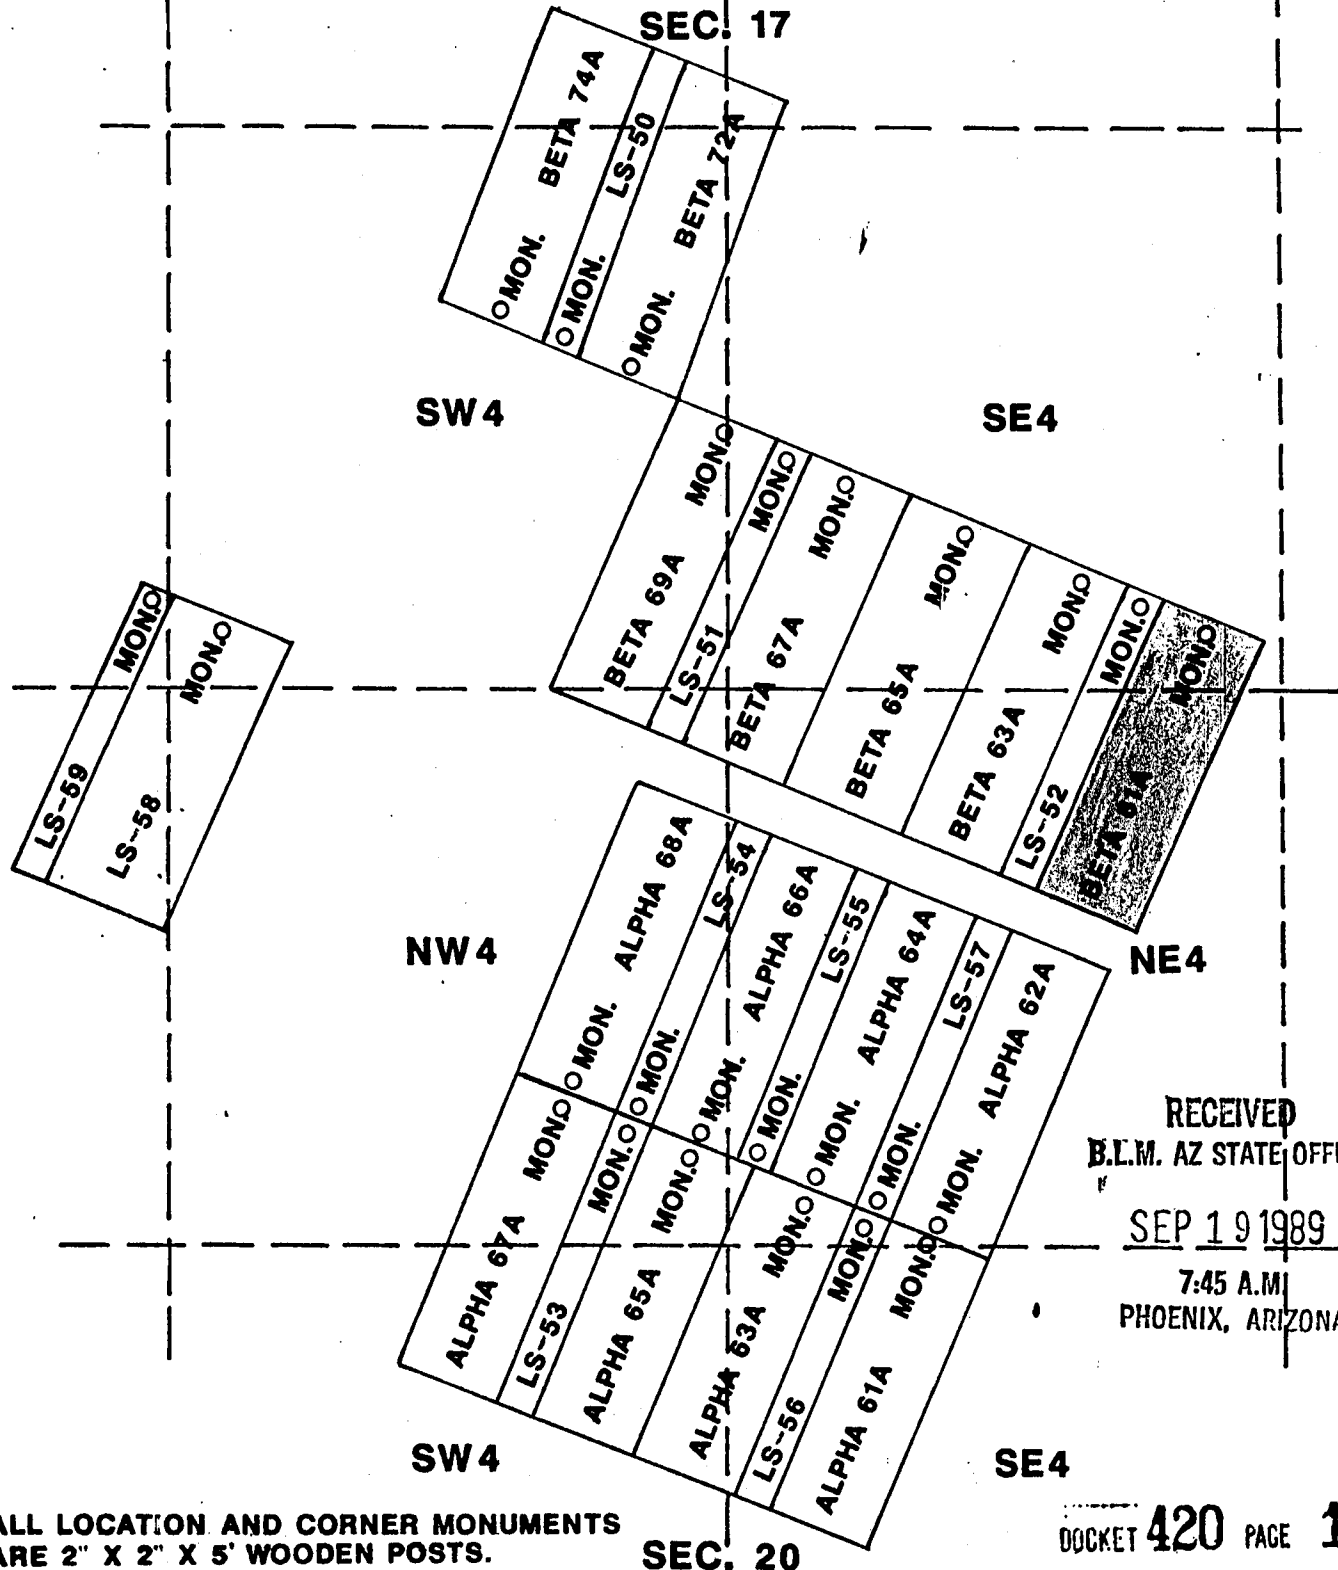 SEC. 17
BETA 74A
MON.
LS-50
MON.
BETA 72A
MON.
SW4
SE4
MON.
BETA 69A
MON.
LS-51
MON.
BETA 67A
MON.
BETA 65A
MON.
BETA 63A
MON.
LS-52
MON.
BETA 61A
MON.
LS-59
MON.
LS-58
NW4
NE4
ALPHA 68A
MON.
LS-54
MON.
ALPHA 66A
MON.
LS-55
MON.
ALPHA 64A
MON.
LS-57
MON.
ALPHA 62A
MON.
MON.
ALPHA 67A
MON.
LS-53
MON.
ALPHA 65A
MON.
ALPHA 63A
MON.
LS-56
MON.
ALPHA 61A
RECEIVED
B.L.M. AZ STATE OFFI
SEP 19 1989
7:45 A.M.
PHOENIX, ARIZONA
SW4
SE4
ALL LOCATION AND CORNER MONUMENTS
ARE 2" X 2" X 5' WOODEN POSTS.
SEC. 20
DOCKET 420 PAGE 1